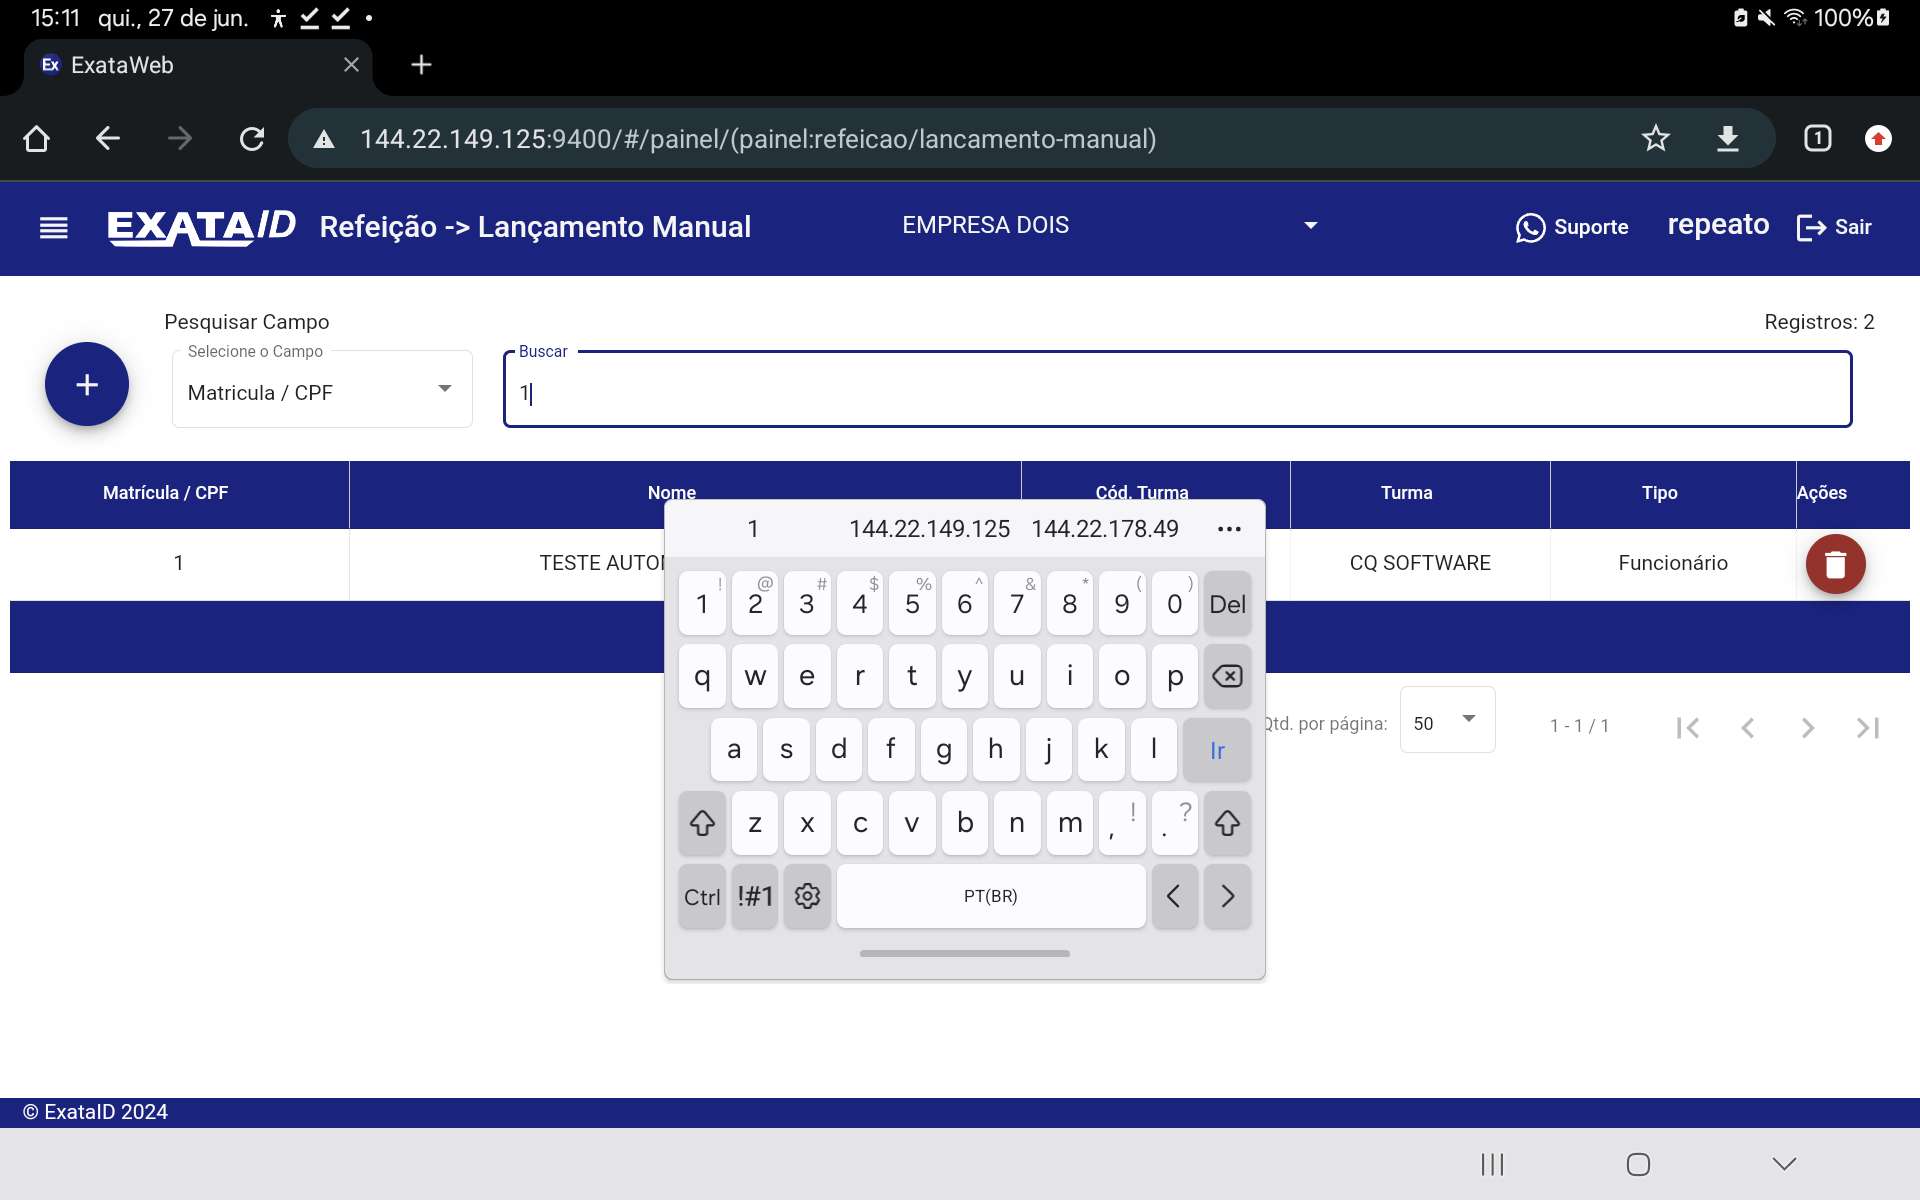 15:11 qui., 27 de jun. 100%
Ex ExataWeb
144.22.149.125:9400/#/painel/(painel:refeicao/lancamento-manual) 1
EXATAID Refeição -> Lançamento Manual EMPRESA DOIS Suporte repeato Sair
Pesquisar Campo Registros: 2
Selecione o Campo Buscar
+ Matricula / CPF 1
Matrícula / CPF Nome Cód. Turma Turma Tipo Ações
1 144.22.149.125 144.22.178.49 •••
1 TESTE AUTO CQ SOFTWARE Funcionário
! @ # $ % ^ & * ( )
1 2 3 4 5 6 7 8 9 0 Del
q w e r t y u i o p
Qtd. por página: 50 1 - 1 / 1
a s d f g h j k l Ir
z x c v b n m , ! . ?
Ctrl !#1 PT(BR)
© ExataID 2024